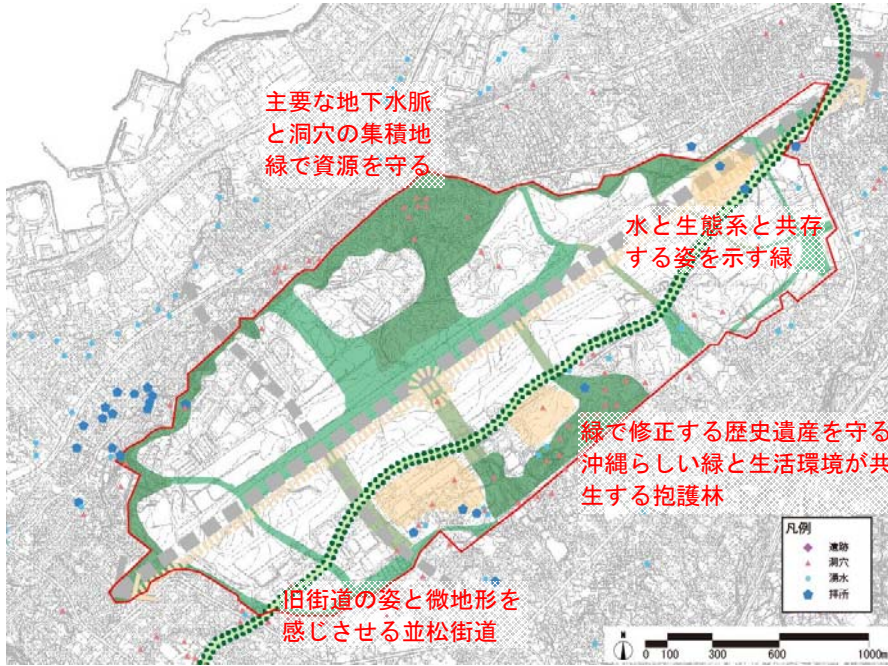 主要な地下水脈
と洞穴の集積地
緑で資源を守る
水と生態系と共存
する姿を示す緑
緑で修正する歴史遺産を守る
沖縄らしい緑と生活環境が共
生する抱護林
旧街道の姿と微地形を
感じさせる並松街道
凡例
遺跡
洞穴
湧水
拝所
N
0 100 300 600 1000m